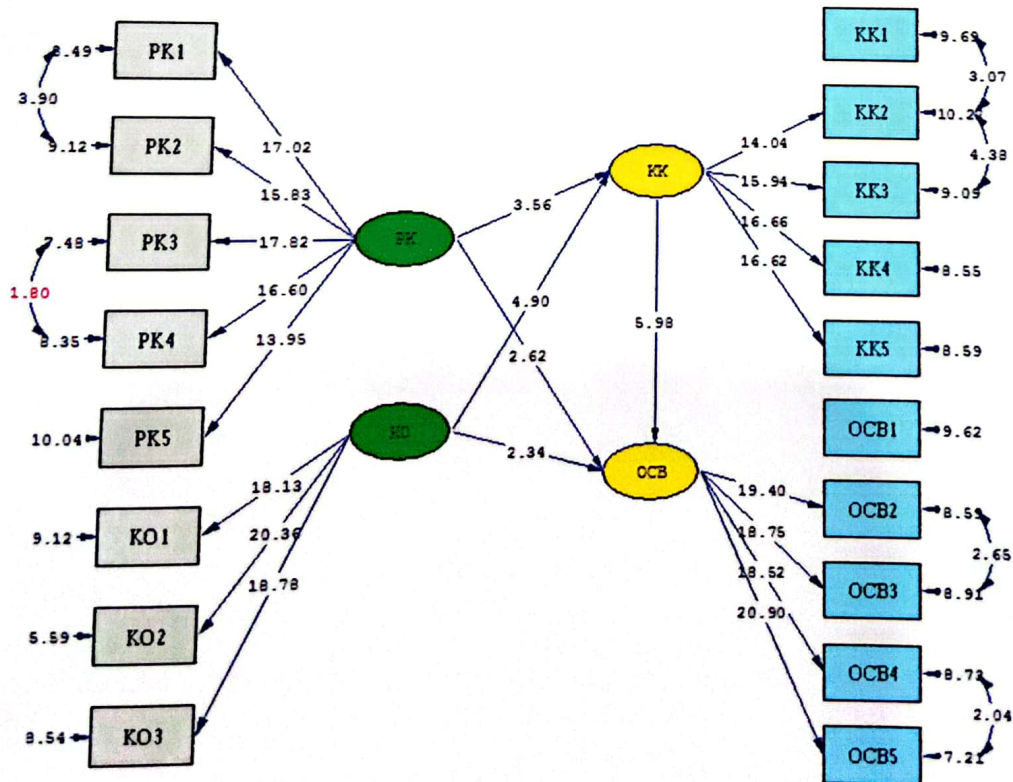 PK1
3.90
9.12 PK2
7.48 PK3
1.80
8.35 PK4
10.04 PK5
9.12 KO1
5.59 KO2
8.54 KO3
17.02
15.83
17.82
16.60
13.95
18.13
20.36
18.78
PK
KO
3.56
4.90
2.62
2.34
KK
5.98
OCB
14.04
15.94
16.66
16.62
19.40
18.75
18.52
20.90
KK1 9.69
3.07
KK2
4.38
KK3 9.09
KK4 8.55
KK5 8.59
OCB1 9.62
OCB2 8.59
2.65
OCB3 8.91
OCB4 8.73
2.04
OCB5 7.21